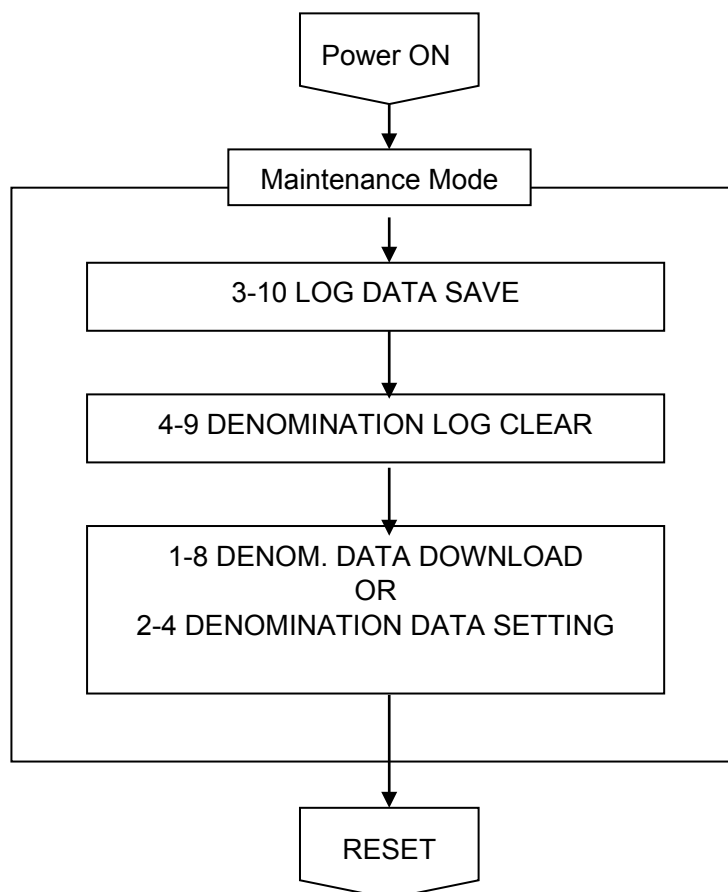 Power ON
Maintenance Mode
3-10 LOG DATA SAVE
4-9 DENOMINATION LOG CLEAR
1-8 DENOM. DATA DOWNLOAD
OR
2-4 DENOMINATION DATA SETTING
RESET